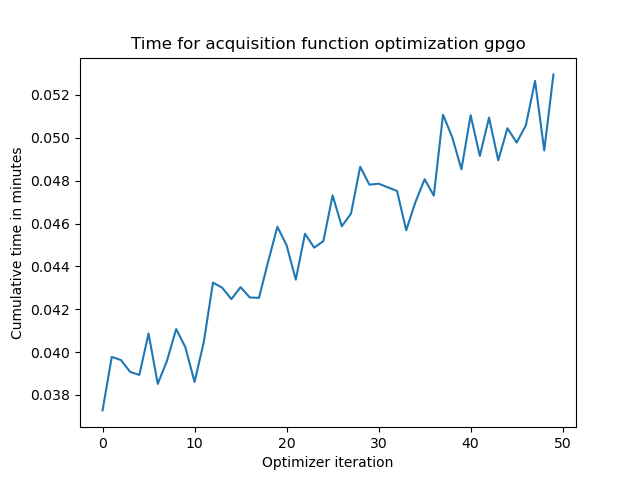 Time for acquisition function optimization gpgo
Cumulative time in minutes
0.052
0.050
0.048
0.046
0.044
0.042
0.040
0.038
0 10 20 30 40 50
Optimizer iteration